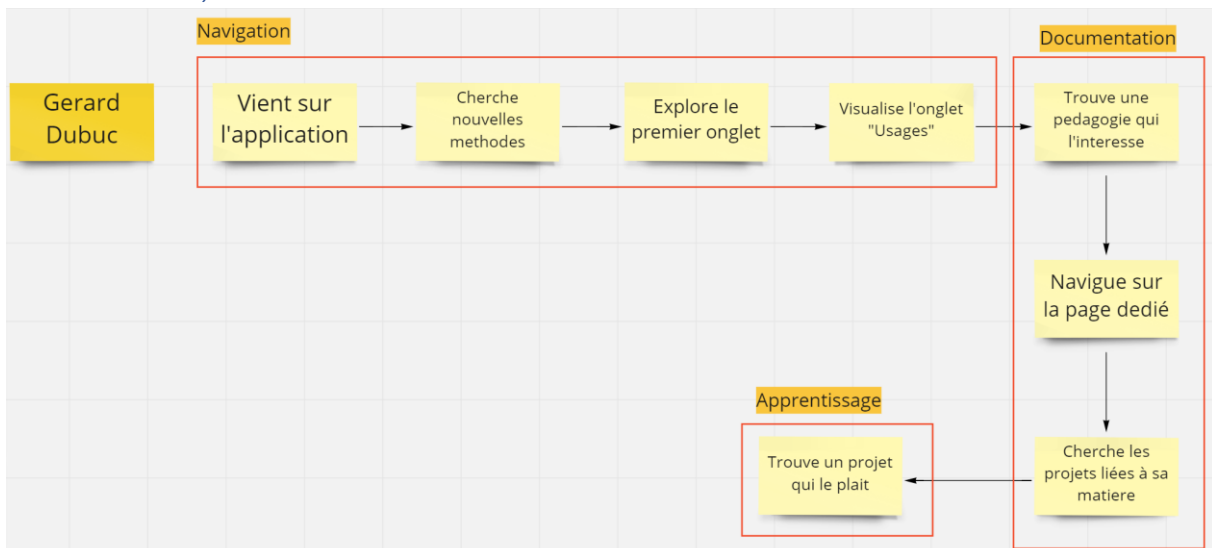 Navigation
Documentation
Gerard
Dubuc
Vient sur
l'application
Cherche
nouvelles
methodes
Explore le
premier onglet
Visualise l'onglet
"Usages"
Trouve une
pedagogie qui
l'interesse
Navigue sur
la page dedié
Apprentissage
Trouve un projet
qui le plait
Cherche les
projets liées à sa
matiere